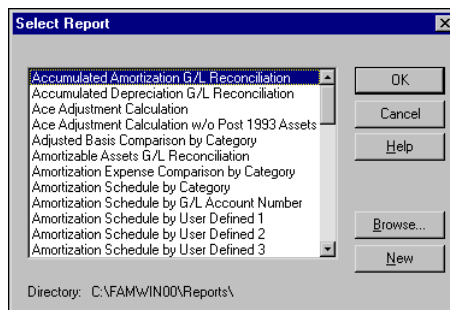 Select Report
Accumulated Amortization G/L Reconciliation
Accumulated Depreciation G/L Reconciliation
Ace Adjustment Calculation
Ace Adjustment Calculation w/o Post 1993 Assets
Adjusted Basis Comparison by Category
Amortizable Assets G/L Reconciliation
Amortization Expense Comparison by Category
Amortization Schedule by Category
Amortization Schedule by G/L Account Number
Amortization Schedule by User Defined 1
Amortization Schedule by User Defined 2
Amortization Schedule by User Defined 3
OK
Cancel
Help
Browse...
New
Directory: C:\FAMWIN00\Reports\